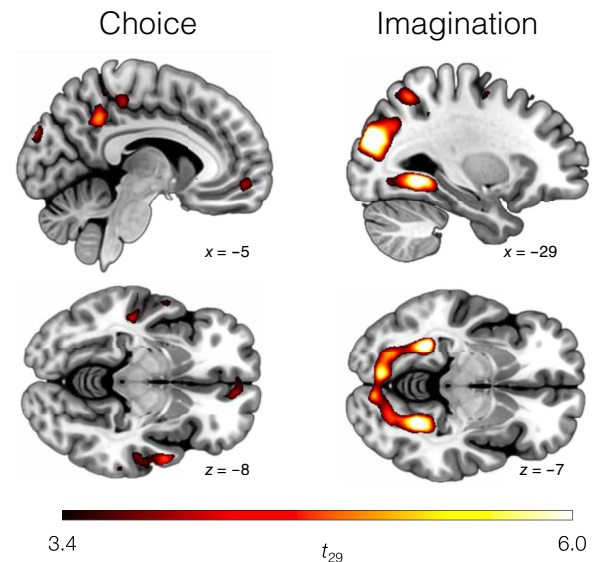 Choice
Imagination
x = –5
x = –29
z = –8
z = –7
3.4
6.0
t29